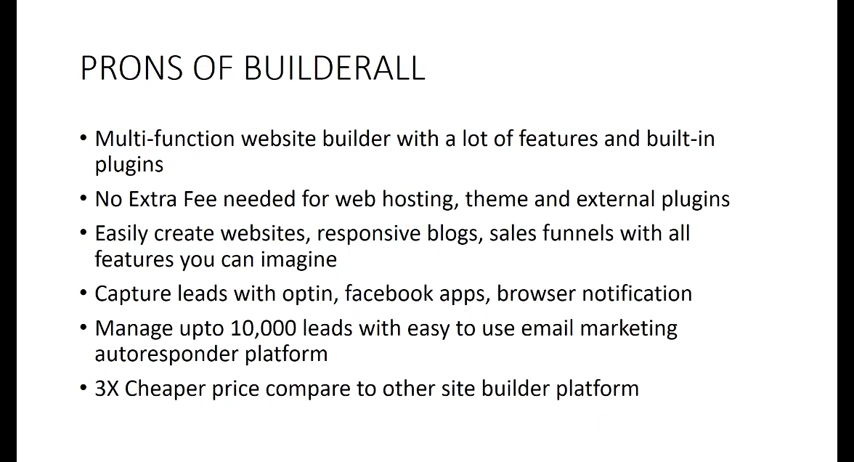 PRONS OF BUILDERALL
• Multi-function website builder with a lot of features and built-in
plugins
• No Extra Fee needed for web hosting, theme and external plugins
• Easily create websites, responsive blogs, sales funnels with all
features you can imagine
• Capture leads with optin, facebook apps, browser notification
• Manage upto 10,000 leads with easy to use email marketing
autoresponder platform
• 3X Cheaper price compare to other site builder platform